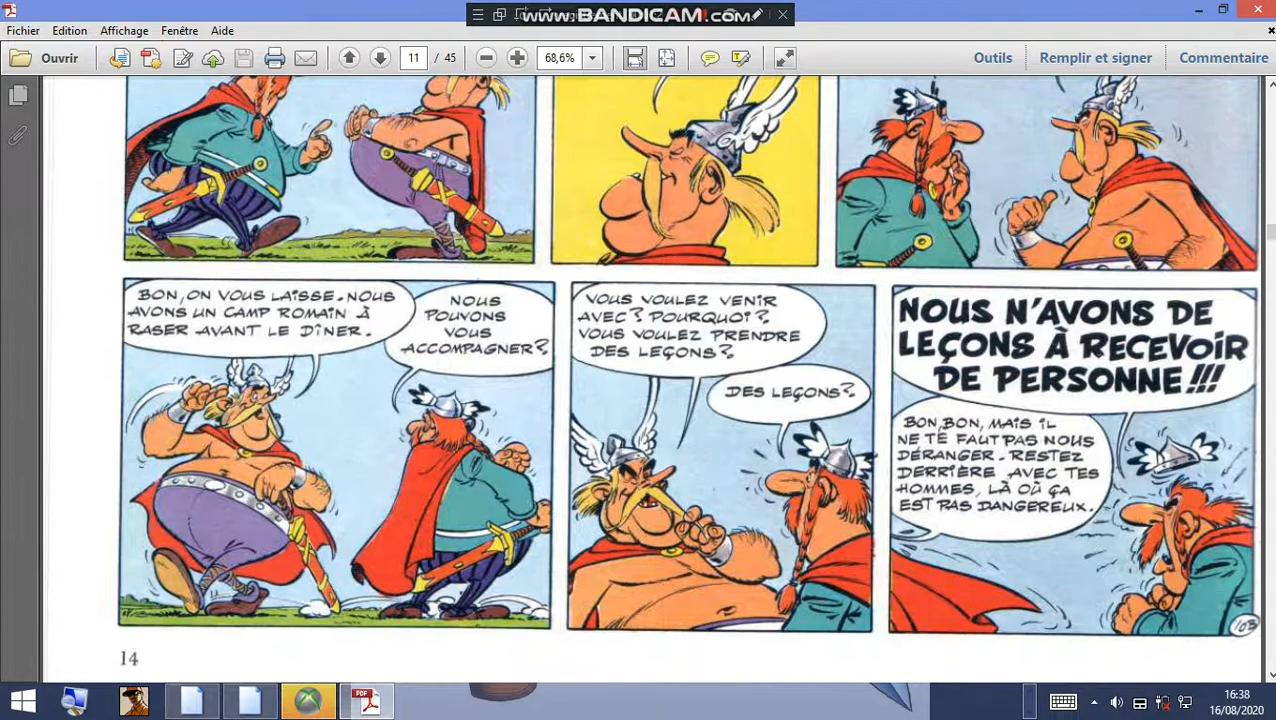 www.BANDICAM.com
Fichier Edition Affichage Fenêtre Aide
Ouvrir 11 / 45 68,6% Outils Remplir et signer Commentaire
BON, ON VOUS LAISSE. NOUS
AVONS UN CAMP ROMAIN À
RASER AVANT LE DÎNER.
NOUS
POUVONS
VOUS
ACCOMPAGNER?
VOUS VOULEZ VENIR
AVEC? POURQUOI?
VOUS VOULEZ PRENDRE
DES LEÇONS?
DES LEÇONS?
NOUS N'AVONS DE
LEÇONS À RECEVOIR
DE PERSONNE!!!
BON, BON, MAIS IL
NE TE FAUT PAS NOUS
DÉRANGER. RESTEZ
DERRIÈRE AVEC TES
HOMMES, LÀ OÙ ÇA
EST PAS DANGEREUX.
10B
14
PDF
16:38
16/08/2020